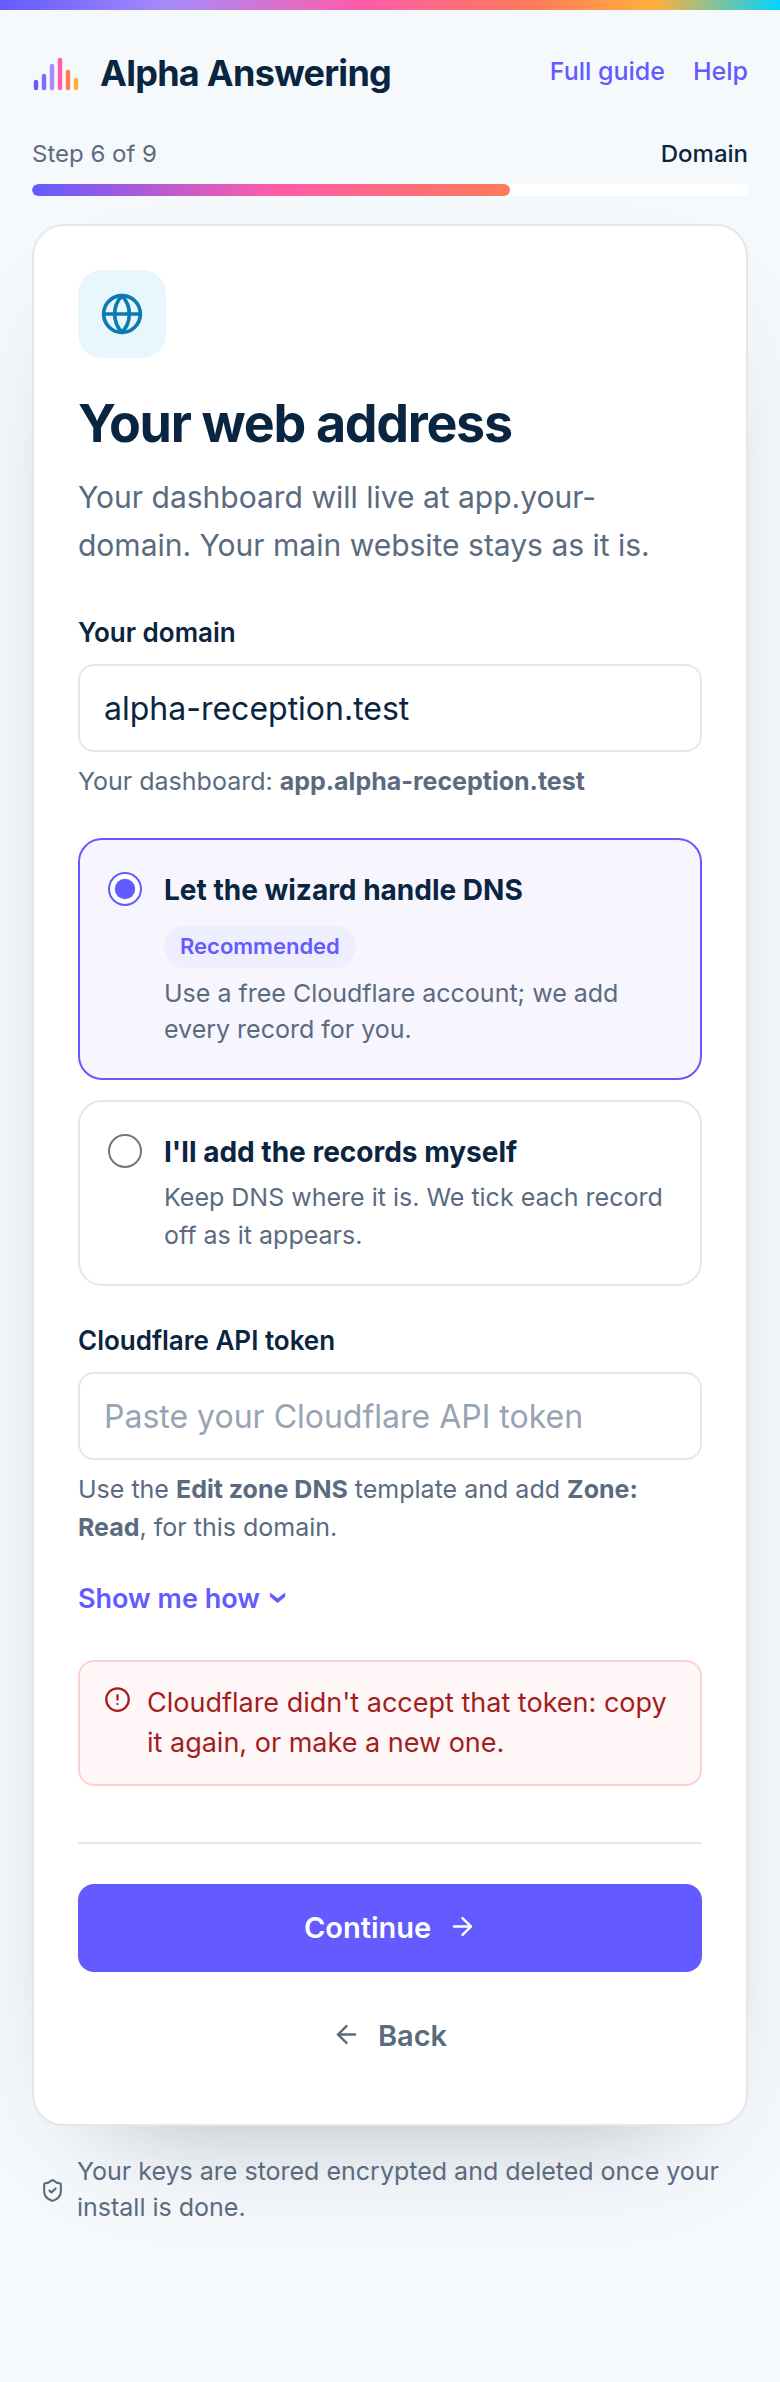 Alpha Answering
Full guide
Help
Step 6 of 9
Domain
Your web address
Your dashboard will live at app.your-
domain. Your main website stays as it is.
Your domain
alpha-reception.test
Your dashboard: app.alpha-reception.test
Let the wizard handle DNS
Recommended
Use a free Cloudflare account; we add
every record for you.
I'll add the records myself
Keep DNS where it is. We tick each record
off as it appears.
Cloudflare API token
Paste your Cloudflare API token
Use the Edit zone DNS template and add Zone:
Read, for this domain.
Show me how
Cloudflare didn't accept that token: copy
it again, or make a new one.
Continue
Back
Your keys are stored encrypted and deleted once your
install is done.